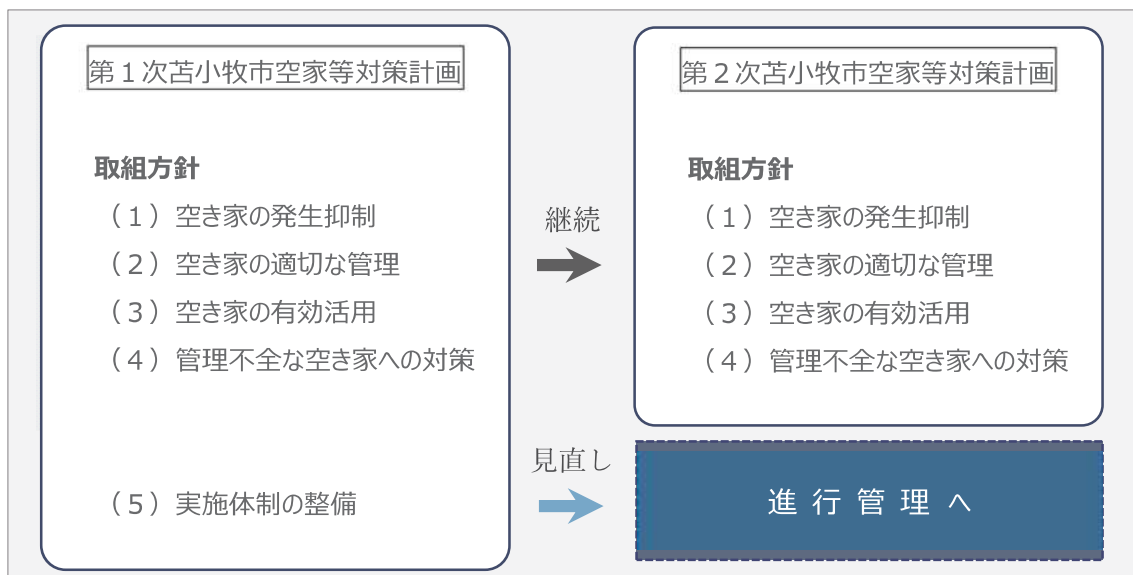 第１次苫小牧市空家等対策計画
取組方針
（１）空き家の発生抑制
（２）空き家の適切な管理
（３）空き家の有効活用
（４）管理不全な空き家への対策
（５）実施体制の整備
継続
見直し
第２次苫小牧市空家等対策計画
取組方針
（１）空き家の発生抑制
（２）空き家の適切な管理
（３）空き家の有効活用
（４）管理不全な空き家への対策
進行管理へ